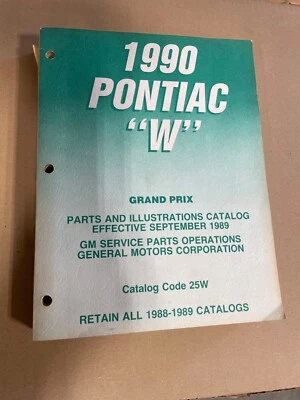 1990
PONTIAC
"W"
GRAND PRIX
PARTS AND ILLUSTRATIONS CATALOG
EFFECTIVE SEPTEMBER 1989
GM SERVICE PARTS OPERATIONS
GENERAL MOTORS CORPORATION
Catalog Code 25W
RETAIN ALL 1988-1989 CATALOGS